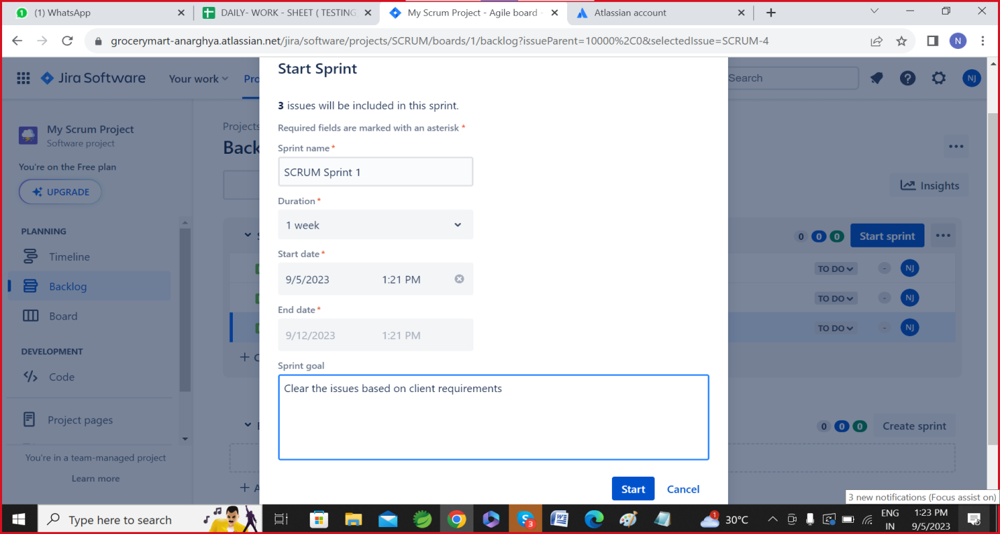 (1) WhatsApp
DAILY- WORK - SHEET ( TESTING
My Scrum Project - Agile board -
Atlassian account
grocerymart-anarghya.atlassian.net/jira/software/projects/SCRUM/boards/1/backlog?issueParent=10000%2C0&selectedIssue=SCRUM-4
N
Jira Software
Your work
Pro
Search
NJ
Start Sprint
3 issues will be included in this sprint.
Required fields are marked with an asterisk *
Sprint name *
SCRUM Sprint 1
Duration *
1 week
Start date *
9/5/2023 1:21 PM
End date *
9/12/2023 1:21 PM
Sprint goal
Clear the issues based on client requirements
Start
Cancel
My Scrum Project
Software project
You're on the Free plan
UPGRADE
PLANNING
Timeline
Backlog
Board
DEVELOPMENT
Code
Project pages
You're in a team-managed project
Learn more
Projects
Back
Insights
0 0 0 Start sprint
TO DO - NJ
TO DO - NJ
TO DO - NJ
0 0 0 Create sprint
3 new notifications (Focus assist on)
Type here to search
3
1
30°C
ENG
IN
1:23 PM
9/5/2023